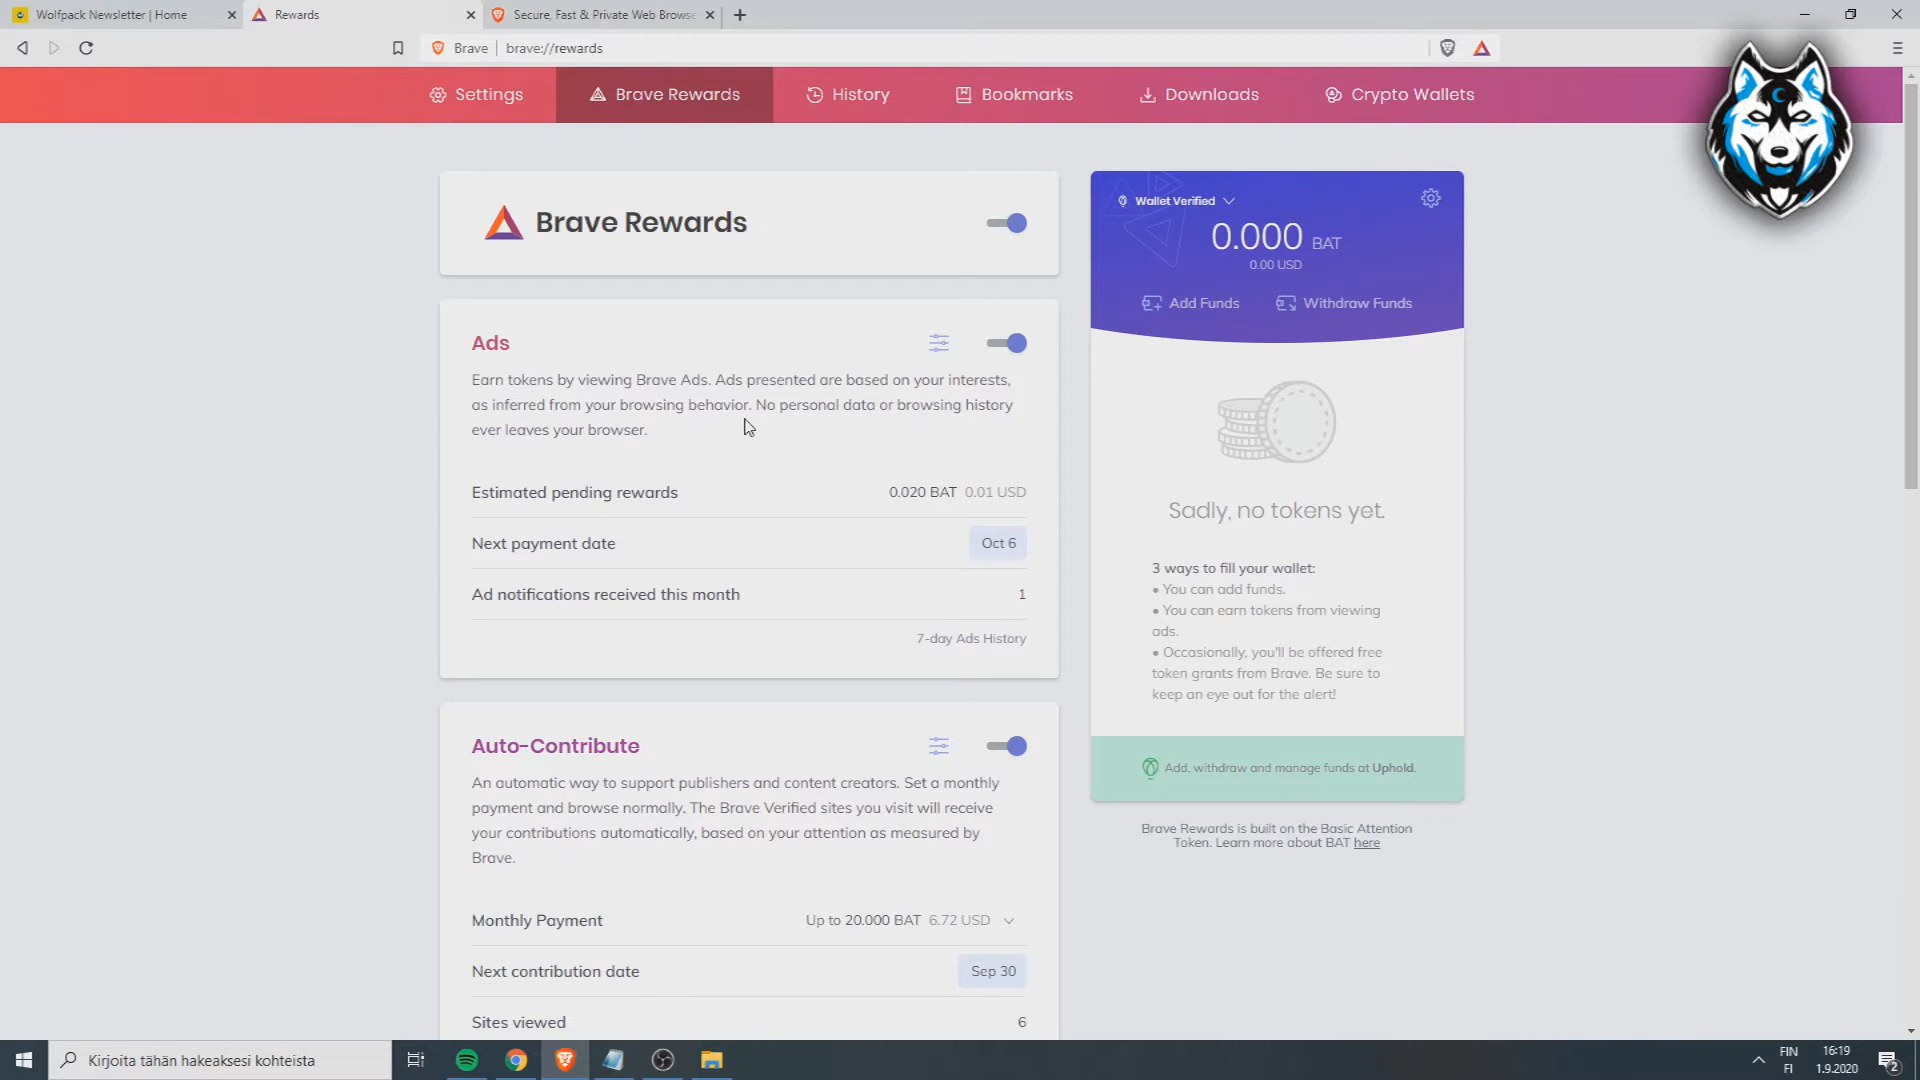 Wolfpack Newsletter | Home
Rewards
Secure, Fast & Private Web Browse
Brave
brave://rewards
Settings
Brave Rewards
History
Bookmarks
Downloads
Crypto Wallets
Brave Rewards
Ads
Earn tokens by viewing Brave Ads. Ads presented are based on your interests,
as inferred from your browsing behavior. No personal data or browsing history
ever leaves your browser.
Estimated pending rewards 0.020 BAT 0.01 USD
Next payment date Oct 6
Ad notifications received this month 1
7-day Ads History
Auto-Contribute
An automatic way to support publishers and content creators. Set a monthly
payment and browse normally. The Brave Verified sites you visit will receive
your contributions automatically, based on your attention as measured by
Brave.
Monthly Payment Up to 20.000 BAT 6.72 USD
Next contribution date Sep 30
Sites viewed 6
Wallet Verified
0.000 BAT
0.00 USD
Add Funds
Withdraw Funds
Sadly, no tokens yet.
3 ways to fill your wallet:
• You can add funds.
• You can earn tokens from viewing
ads.
• Occasionally, you'll be offered free
token grants from Brave. Be sure to
keep an eye out for the alert!
Add, withdraw and manage funds at Uphold.
Brave Rewards is built on the Basic Attention
Token. Learn more about BAT here
Kirjoita tähän hakeaksesi kohteista
FIN
FI
16:19
1.9.2020
2